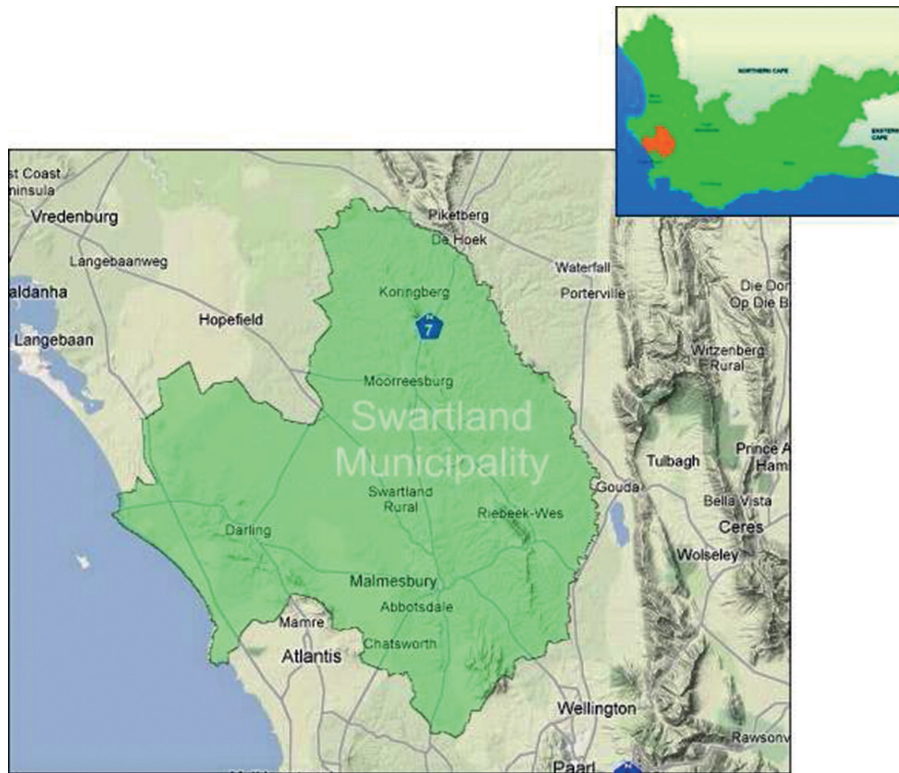 NORTHERN CAPE
EASTERN
CAPE
st Coast
ninsula
Vredenburg
Piketberg
De Hoek
Langebaanweg
Waterfall
aldanha
Koringberg
Porterville
Die Dor
Op Die B
Hopefield
N
7
Langebaan
Witzenberg
Rural
Moorreesburg
Swartland
Municipality
Prince A
Ham
Tulbagh
Swartland
Rural
Gouda
Bella Vista
Riebeek-Wes
Darling
Ceres
Wolseley
Malmesbury
Abbotsdale
Mamre
Chatsworth
Atlantis
Wellington
Rawsonv
Paarl